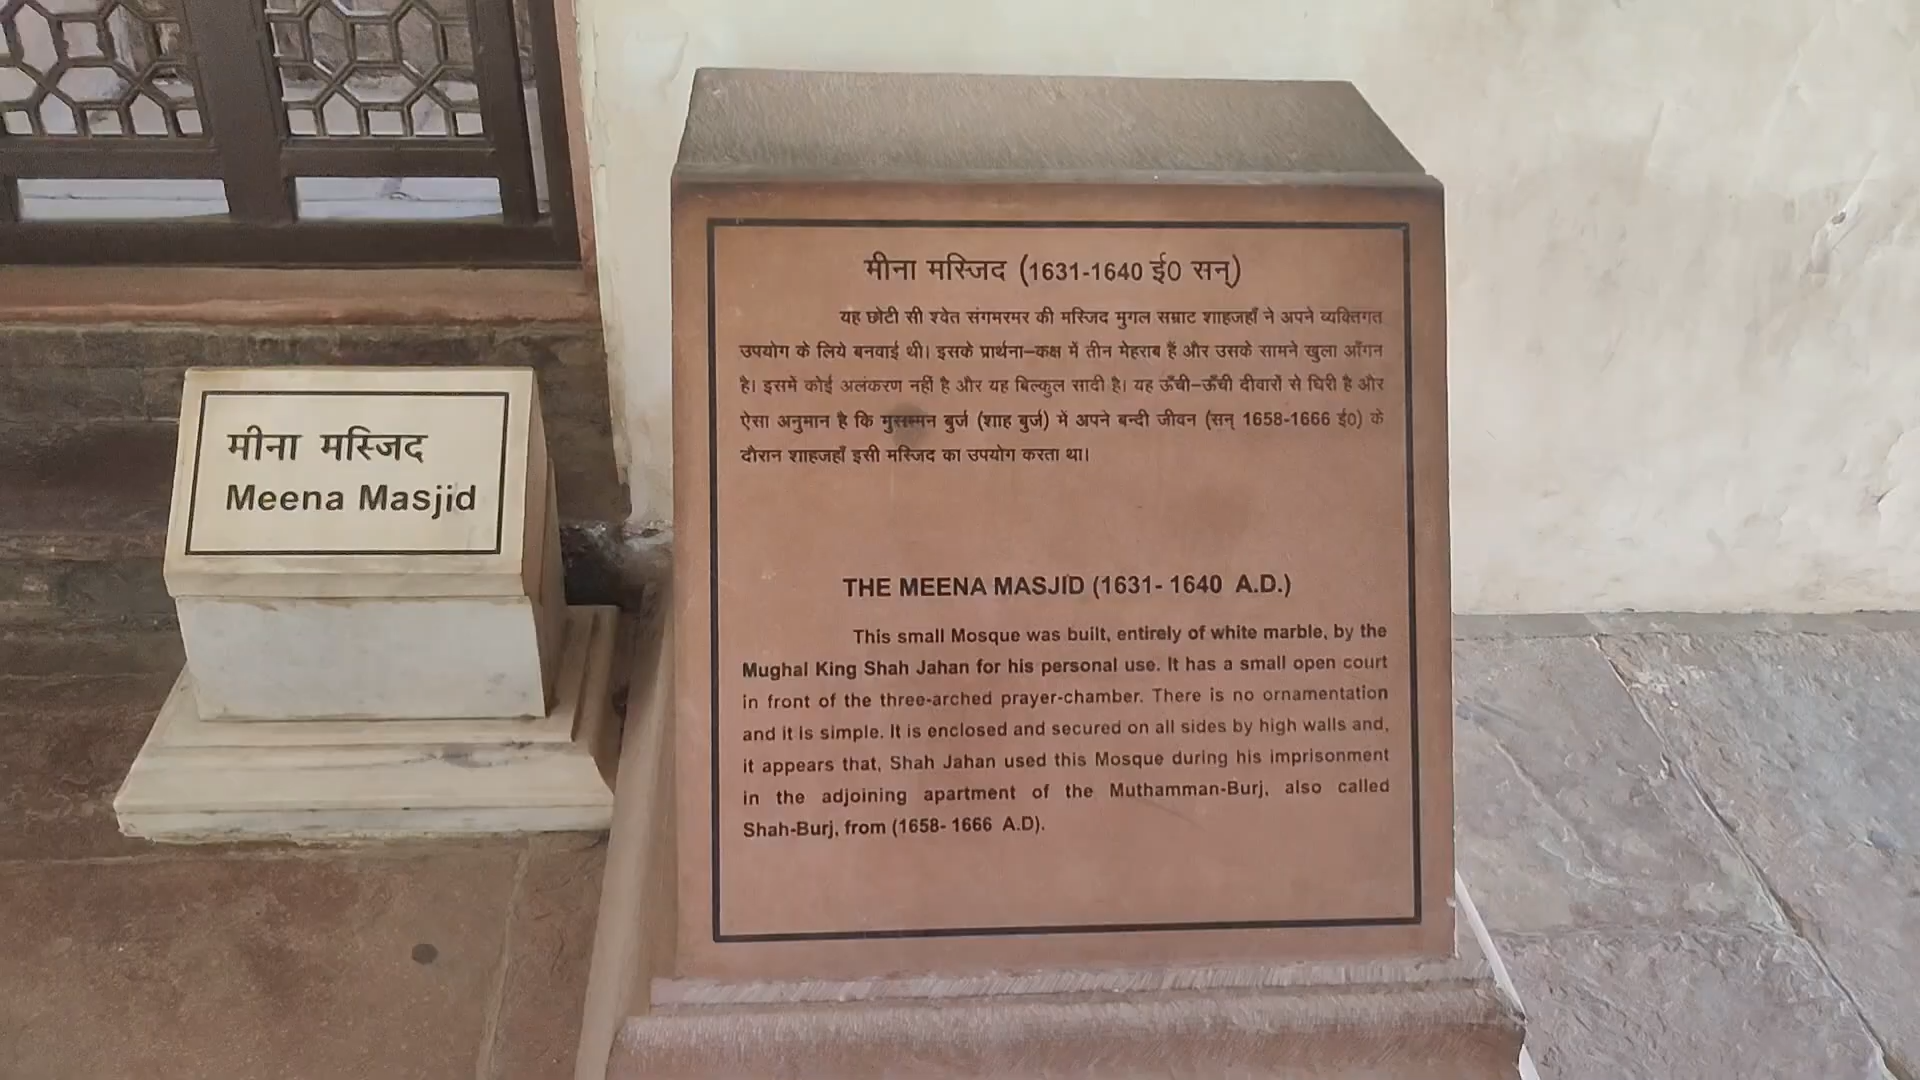 मीना मस्जिद
Meena Masjid
मीना मस्जिद (1631-1640 ई0 सन्)
यह छोटी सी श्वेत संगमरमर की मस्जिद मुगल सम्राट शाहजहाँ ने अपने व्यक्तिगत
उपयोग के लिये बनवाई थी। इसके प्रार्थना-कक्ष में तीन मेहराब हैं और उसके सामने खुला आँगन
है। इसमें कोई अलंकरण नहीं है और यह बिल्कुल सादी है। यह ऊँची-ऊँची दीवारों से घिरी है और
ऐसा अनुमान है कि मुसम्मन बुर्ज (शाह बुर्ज) में अपने बन्दी जीवन (सन् 1658-1666 ई0) के
दौरान शाहजहाँ इसी मस्जिद का उपयोग करता था।
THE MEENA MASJID (1631- 1640 A.D.)
This small Mosque was built, entirely of white marble, by the
Mughal King Shah Jahan for his personal use. It has a small open court
in front of the three-arched prayer-chamber. There is no ornamentation
and it is simple. It is enclosed and secured on all sides by high walls and,
it appears that, Shah Jahan used this Mosque during his imprisonment
in the adjoining apartment of the Muthamman-Burj, also called
Shah-Burj, from (1658- 1666 A.D).